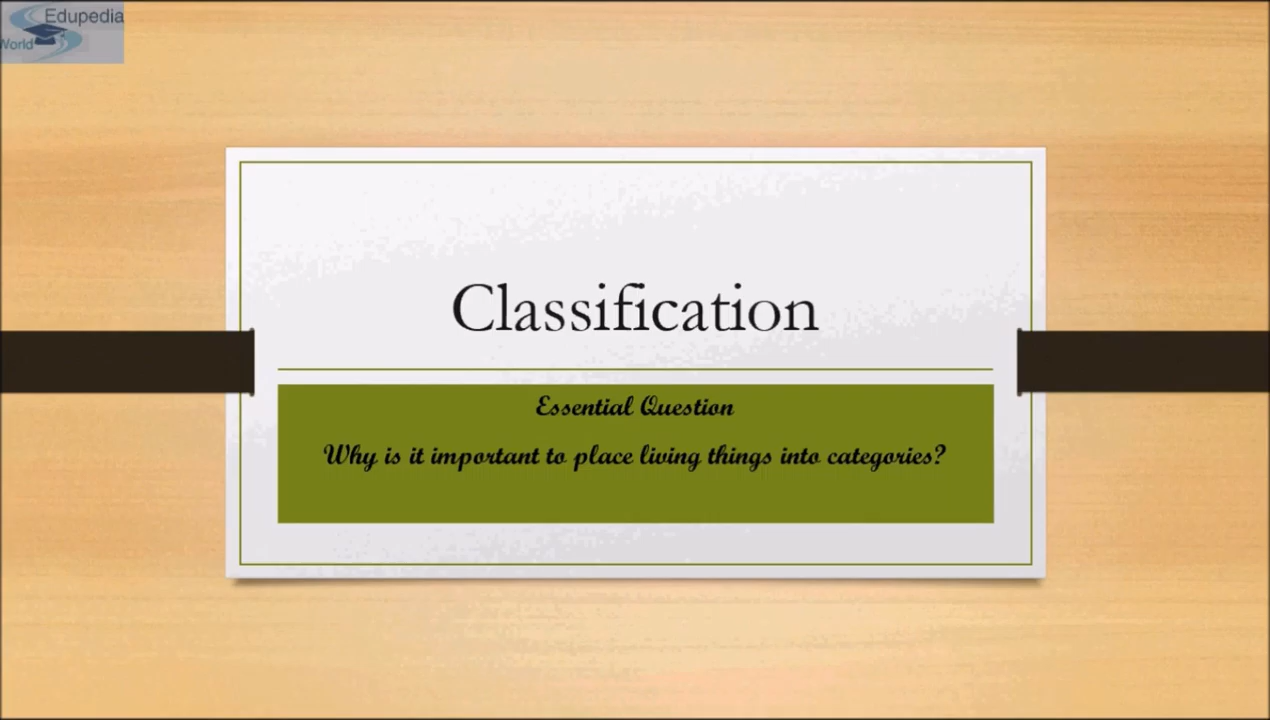 Edupedia
World
Classification
Essential Question
Why is it important to place living things into categories?